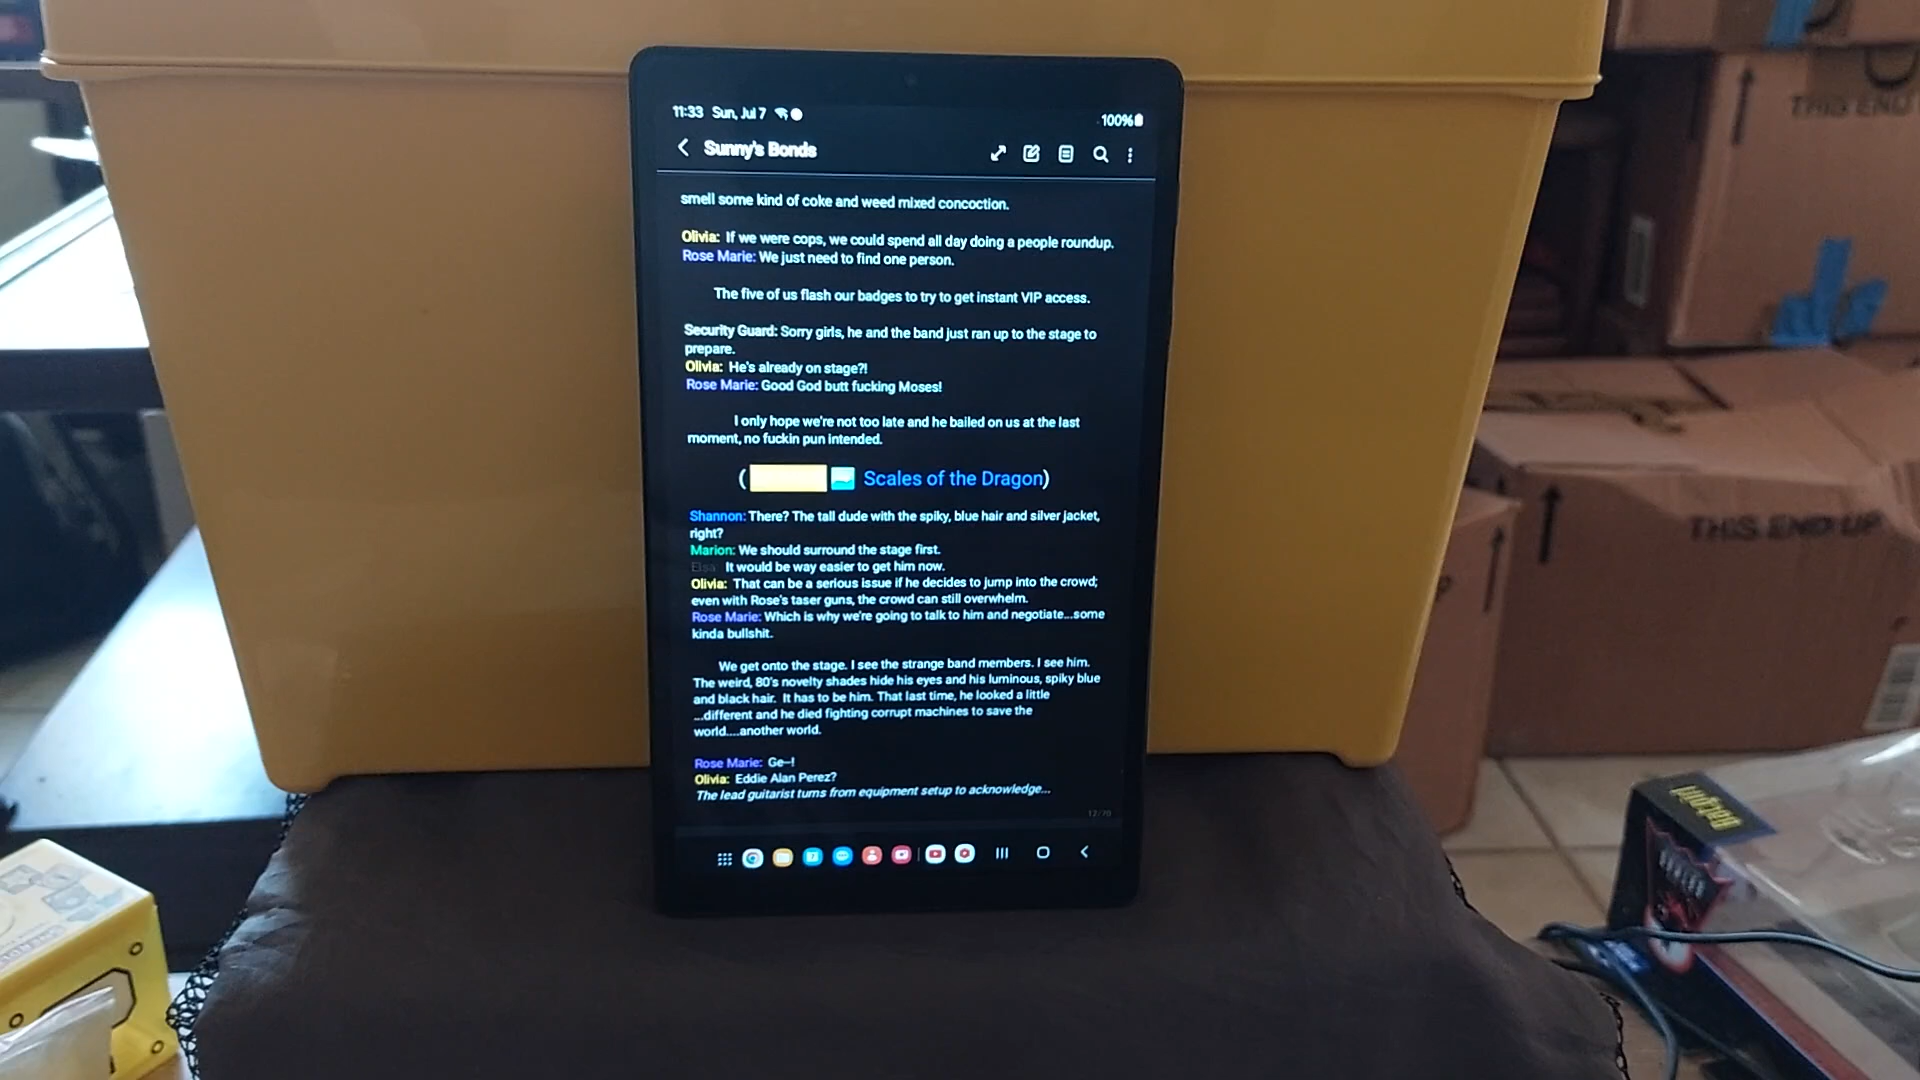 11:33 Sun, Jul 7
100%
Sunny's Bonds
smell some kind of coke and weed mixed concoction.
Olivia: If we were cops, we could spend all day doing a people roundup.
Rose Marie: We just need to find one person.
The five of us flash our badges to try to get instant VIP access.
Security Guard: Sorry girls, he and the band just ran up to the stage to
prepare.
Olivia: He's already on stage?!
Rose Marie: Good God butt fucking Moses!
I only hope we're not too late and he bailed on us at the last
moment, no fuckin pun intended.
( Scales of the Dragon)
Shannon: There? The tall dude with the spiky, blue hair and silver jacket,
right?
Marion: We should surround the stage first.
Elsa: It would be way easier to get him now.
Olivia: That can be a serious issue if he decides to jump into the crowd;
even with Rose's taser guns, the crowd can still overwhelm.
Rose Marie: Which is why we're going to talk to him and negotiate...some
kinda bullshit.
We get onto the stage. I see the strange band members. I see him.
The weird, 80's novelty shades hide his eyes and his luminous, spiky blue
and black hair. It has to be him. That last time, he looked a little
...different and he died fighting corrupt machines to save the
world....another world.
Rose Marie: Ge--!
Olivia: Eddie Alan Perez?
The lead guitarist turns from equipment setup to acknowledge...
12/70
THIS END
THIS END UP